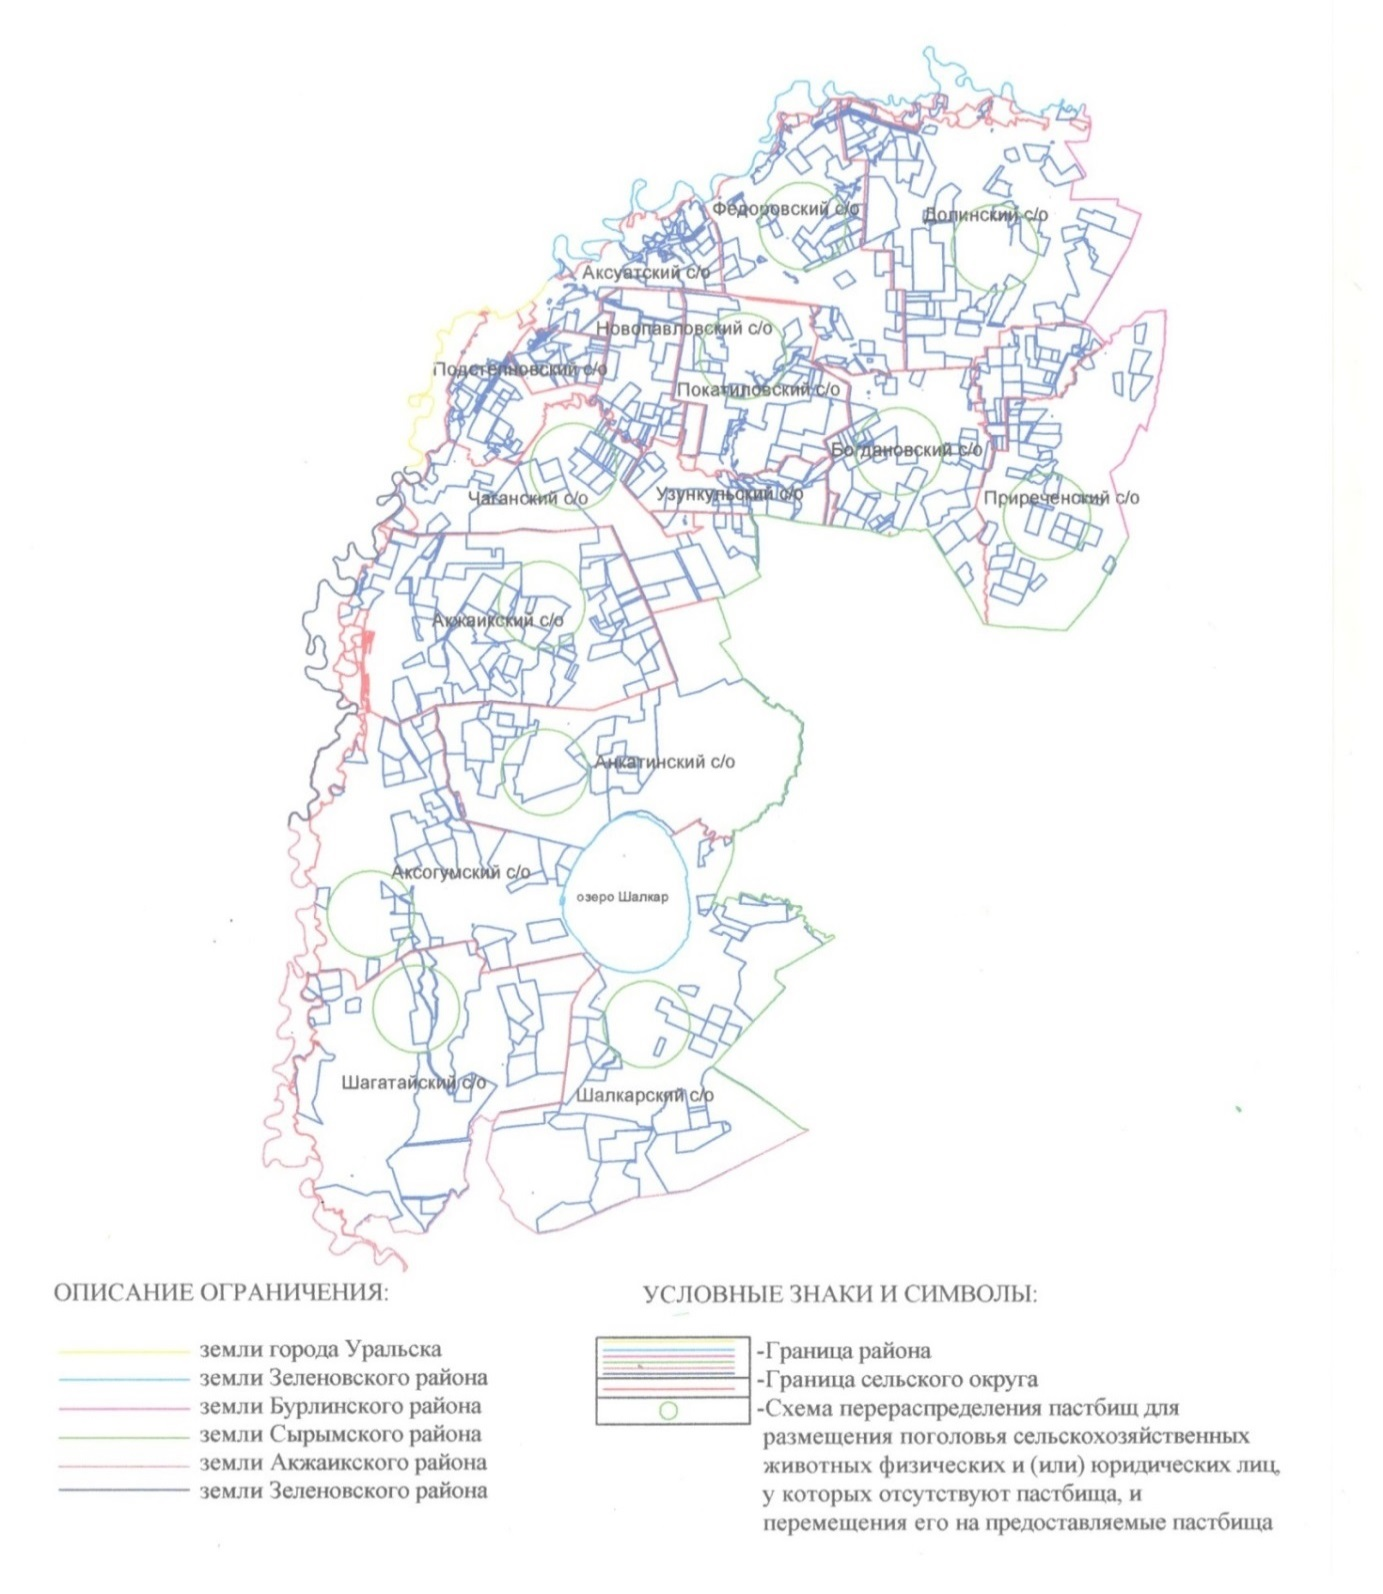 Федоровский с/о
Долинский с/о
Аксуатский с/о
Новопавловский с/о
Подстепновский с/о
Покатиловский с/о
Богдановский с/о
Чаганский с/о
Узункульский с/о
Приреченский с/о
Акжаикский с/о
Анкатинский с/о
Аксогумский с/о
озеро Шалкар
Шагатайский с/о
Шалкарский с/о
ОПИСАНИЕ ОГРАНИЧЕНИЯ:
земли города Уральска
земли Зеленовского района
земли Бурлинского района
земли Сырымского района
земли Акжаикского района
земли Зеленовского района
УСЛОВНЫЕ ЗНАКИ И СИМВОЛЫ:
-Граница района
-Граница сельского округа
-Схема перераспределения пастбищ для
размещения поголовья сельскохозяйственных
животных физических и (или) юридических лиц,
у которых отсутствуют пастбища, и
перемещения его на предоставляемые пастбища